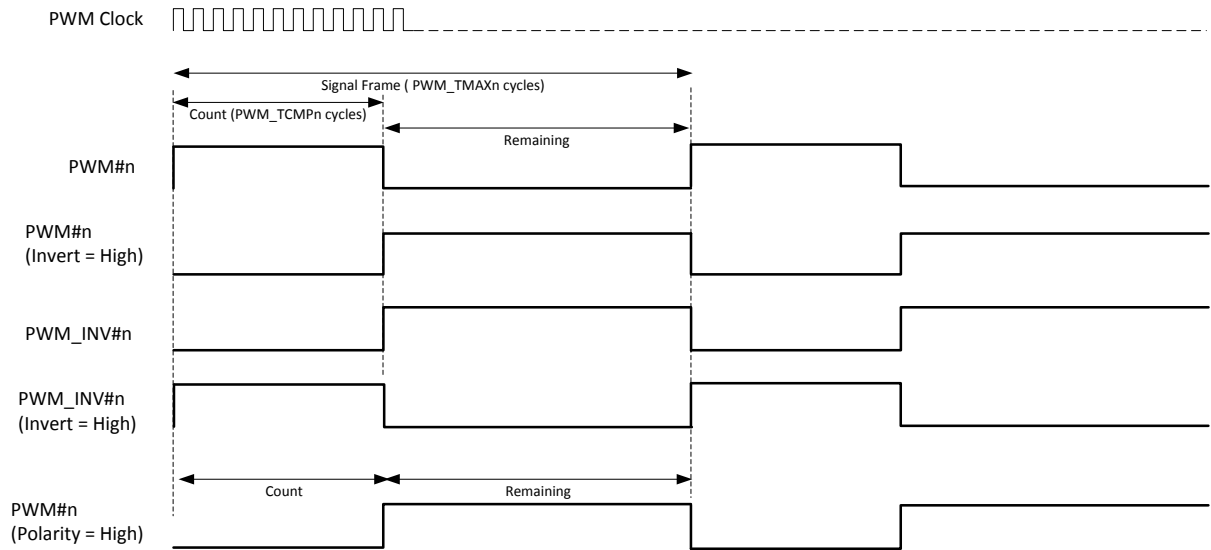 PWM Clock
Signal Frame ( PWM_TMAXn cycles)
Count (PWM_TCMPn cycles)
Remaining
PWM#n
PWM#n
(Invert = High)
PWM_INV#n
PWM_INV#n
(Invert = High)
Count
Remaining
PWM#n
(Polarity = High)